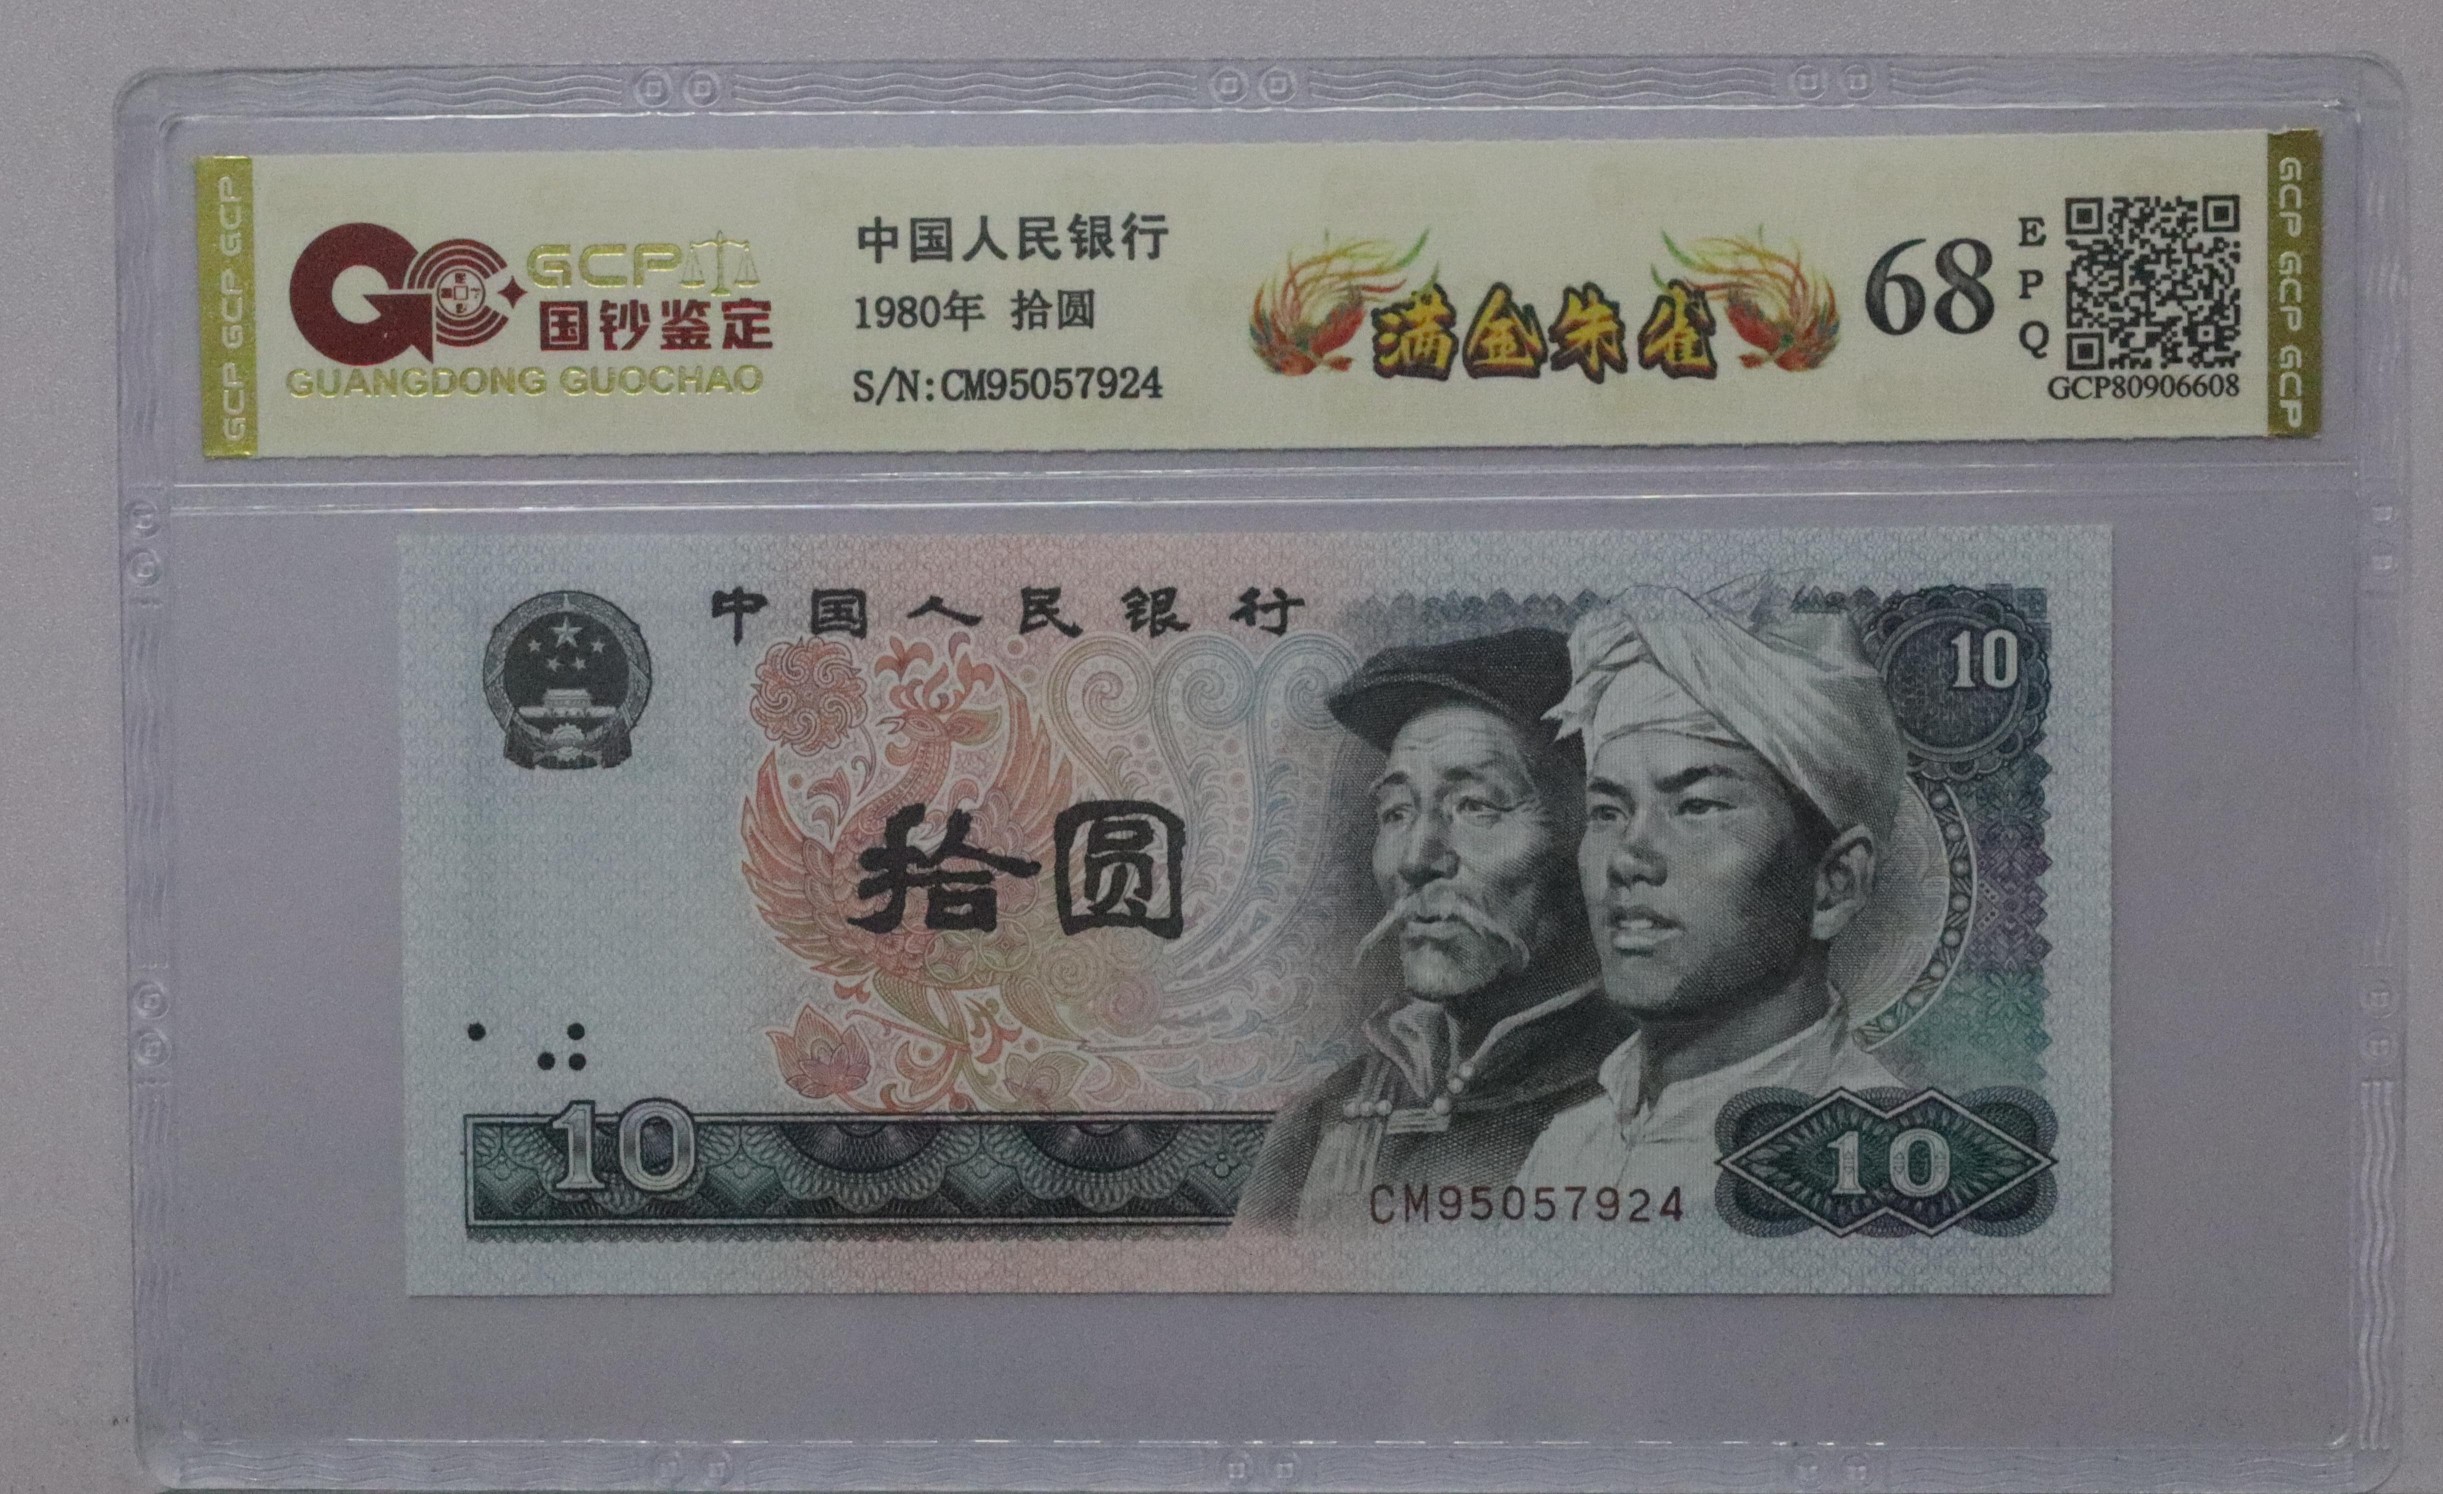 GCP GCP GCP
GCP
国钞鉴定
GUANGDONG GUOCHAO
中国人民银行
1980年 拾圆
S/N:CM95057924
满金朱雀
68
E
P
Q
GCP80906608
GCP GCP GCP
中国人民银行
10
拾圆
10
10
CM95057924